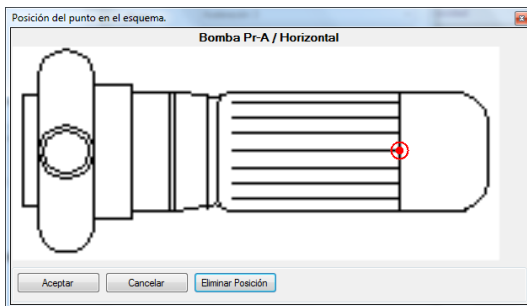 Posición del punto en el esquema.
Bomba Pr-A / Horizontal
Aceptar
Cancelar
Eliminar Posición